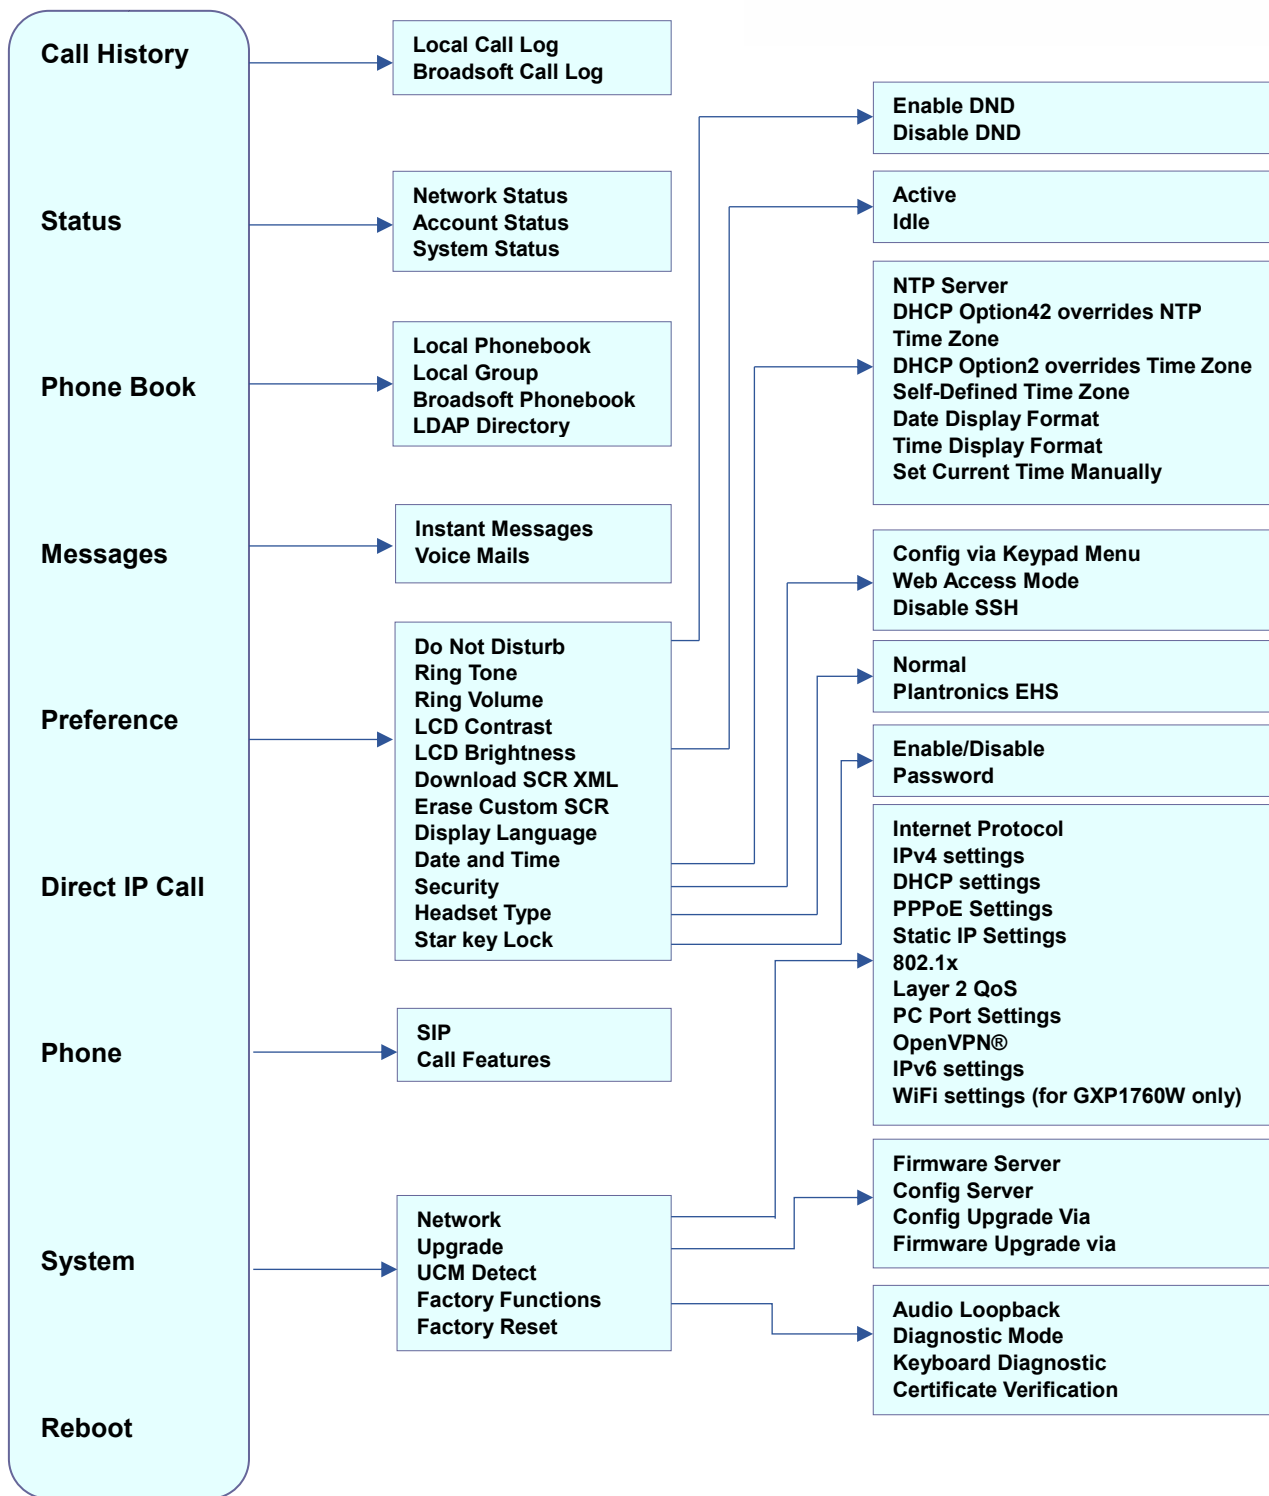 Call History
Status
Phone Book
Messages
Preference
Direct IP Call
Phone
System
Reboot
Local Call Log
Broadsoft Call Log
Network Status
Account Status
System Status
Local Phonebook
Local Group
Broadsoft Phonebook
LDAP Directory
Instant Messages
Voice Mails
Do Not Disturb
Ring Tone
Ring Volume
LCD Contrast
LCD Brightness
Download SCR XML
Erase Custom SCR
Display Language
Date and Time
Security
Headset Type
Star key Lock
SIP
Call Features
Network
Upgrade
UCM Detect
Factory Functions
Factory Reset
Enable DND
Disable DND
Active
Idle
NTP Server
DHCP Option42 overrides NTP
Time Zone
DHCP Option2 overrides Time Zone
Self-Defined Time Zone
Date Display Format
Time Display Format
Set Current Time Manually
Config via Keypad Menu
Web Access Mode
Disable SSH
Normal
Plantronics EHS
Enable/Disable
Password
Internet Protocol
IPv4 settings
DHCP settings
PPPoE Settings
Static IP Settings
802.1x
Layer 2 QoS
PC Port Settings
OpenVPN®
IPv6 settings
WiFi settings (for GXP1760W only)
Firmware Server
Config Server
Config Upgrade Via
Firmware Upgrade via
Audio Loopback
Diagnostic Mode
Keyboard Diagnostic
Certificate Verification